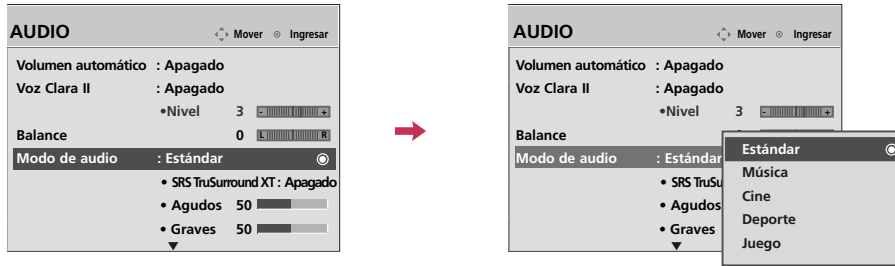 AUDIO
Mover Ingresar
Volumen automático : Apagado
Voz Clara II : Apagado
•Nivel 3 - +
Balance 0 L R
Modo de audio : Estándar
• SRS TruSurround XT : Apagado
• Agudos 50
• Graves 50
AUDIO
Mover Ingresar
Volumen automático : Apagado
Voz Clara II : Apagado
•Nivel 3 - +
Balance
Modo de audio : Estándar
• SRS TruSu
• Agudos
• Graves
Estándar
Música
Cine
Deporte
Juego